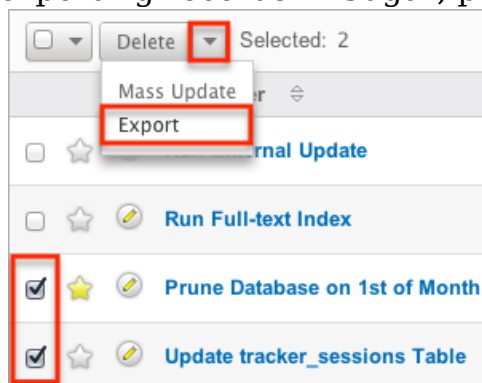 Delete Selected: 2
Mass Update
Export
Update
Run Full-text Index
Prune Database on 1st of Month
Update tracker_sessions Table